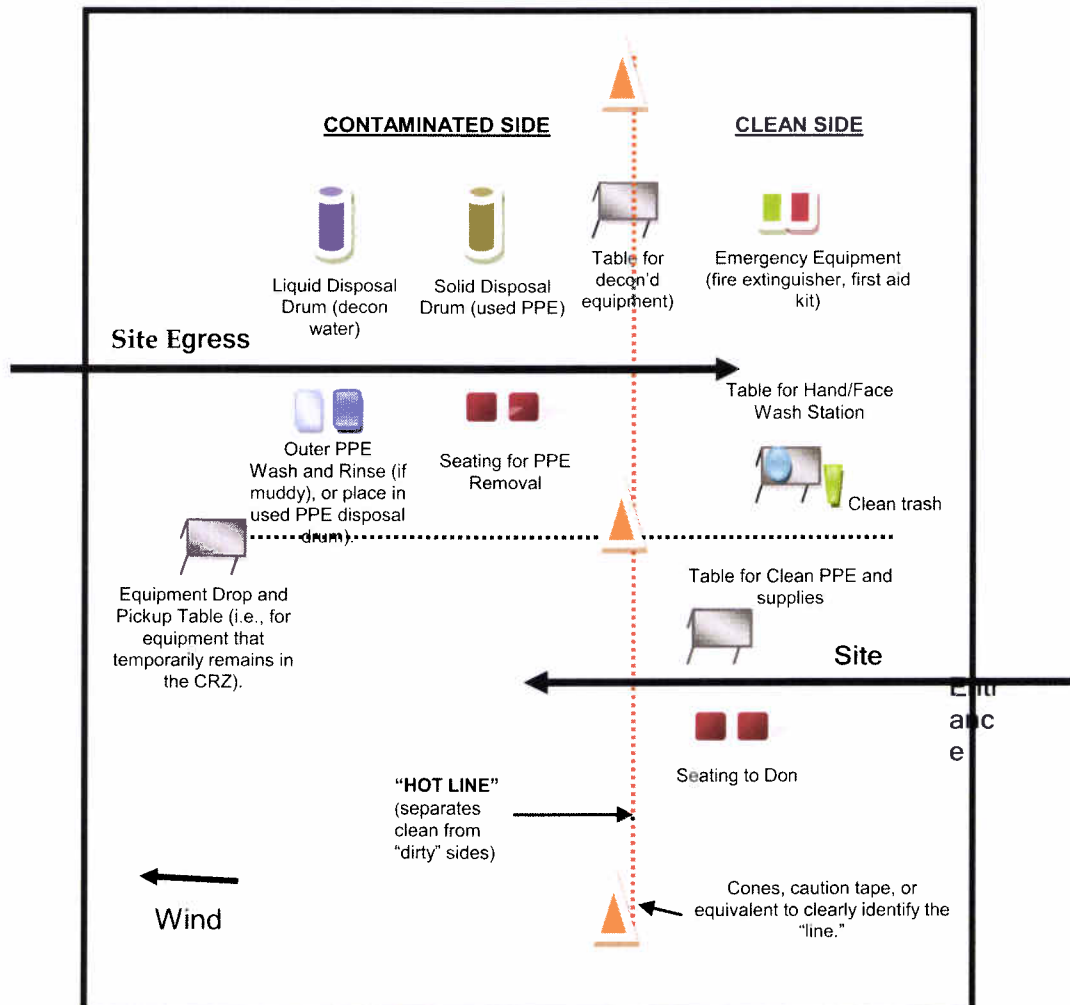 CONTAMINATED SIDE
CLEAN SIDE
Liquid Disposal
Drum (decon
water)
Solid Disposal
Drum (used PPE)
Table for
decon'd
equipment)
Emergency Equipment
(fire extinguisher, first aid
kit)
Site Egress
Outer PPE
Wash and Rinse (if
muddy), or place in
used PPE disposal
drum).
Seating for PPE
Removal
Table for Hand/Face
Wash Station
Clean trash
Equipment Drop and
Pickup Table (i.e., for
equipment that
temporarily remains in
the CRZ).
Table for Clean PPE and
supplies
Site
Entr
anc
e
Seating to Don
"HOT LINE"
(separates
clean from
"dirty" sides)
Wind
Cones, caution tape, or
equivalent to clearly identify the
"line."